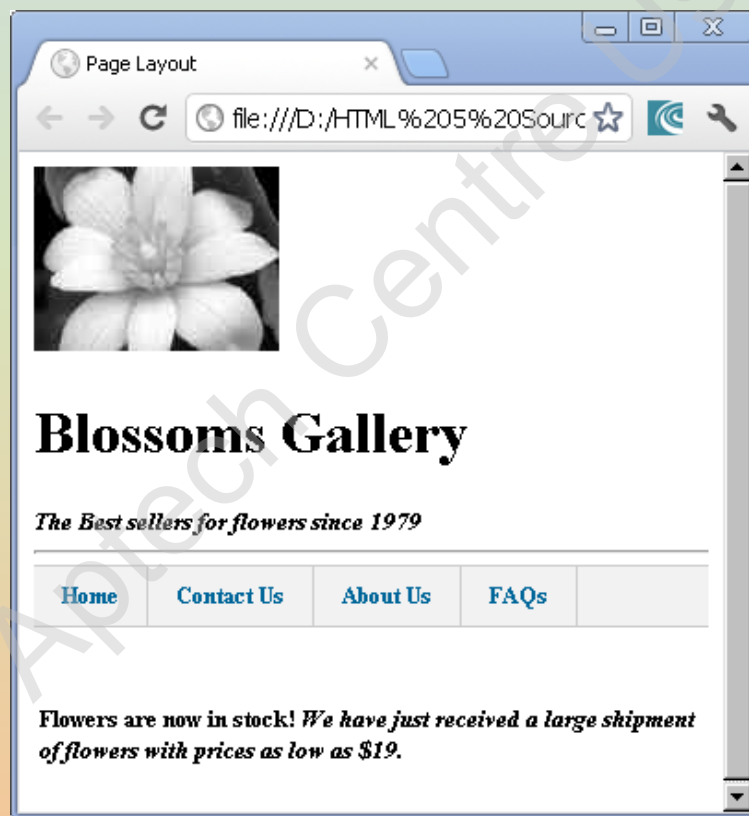 Page Layout
file:///D:/HTML%205%20Sourc
Blossoms Gallery
The Best sellers for flowers since 1979
Home Contact Us About Us FAQs
Flowers are now in stock! We have just received a large shipment
of flowers with prices as low as $19.
Aptech Centre Us